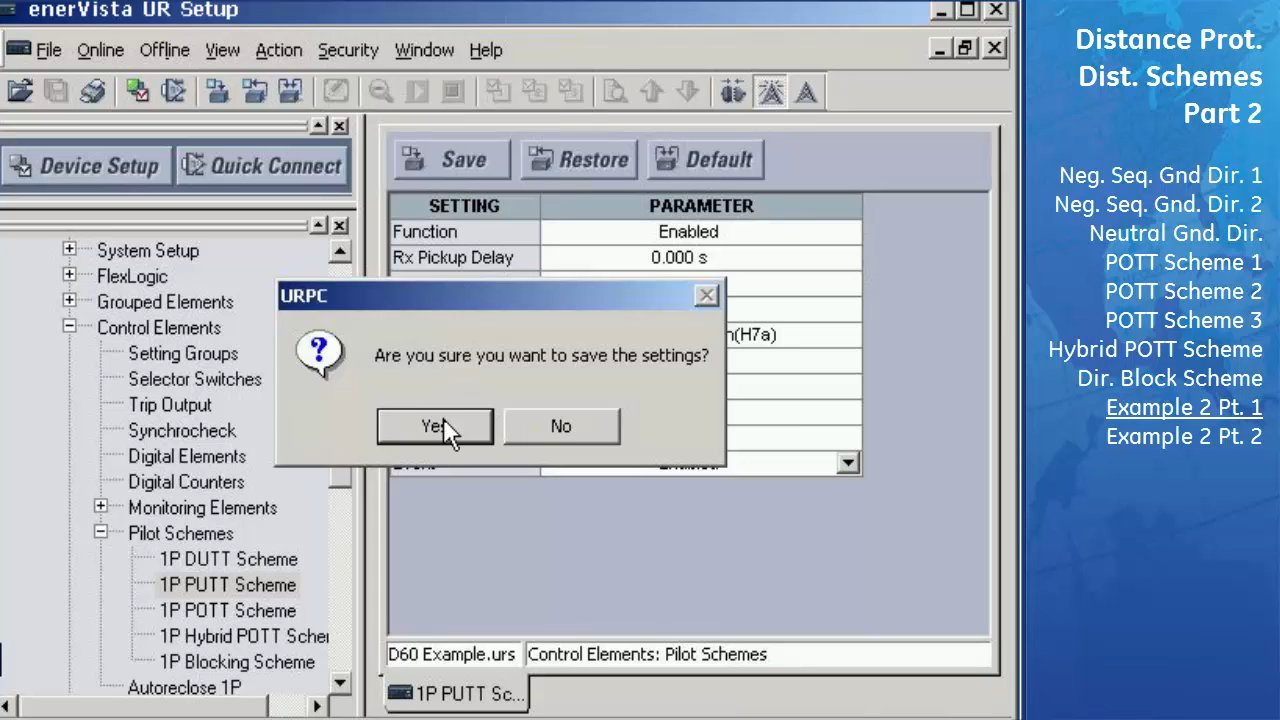 enerVista UR Setup
File Online Offline View Action Security Window Help
Device Setup Quick Connect
System Setup
FlexLogic
Grouped Elements
Control Elements
Setting Groups
Selector Switches
Trip Output
Synchrocheck
Digital Elements
Digital Counters
Monitoring Elements
Pilot Schemes
1P DUTT Scheme
1P PUTT Scheme
1P POTT Scheme
1P Hybrid POTT Scher
1P Blocking Scheme
Autoreclose 1P
Save Restore Default
SETTING PARAMETER
Function Enabled
Rx Pickup Delay 0.000 s
n(H7a)
URPC
Are you sure you want to save the settings?
Yes No
D60 Example.urs Control Elements: Pilot Schemes
1P PUTT Sc...
Distance Prot.
Dist. Schemes
Part 2
Neg. Seq. Gnd Dir. 1
Neg. Seq. Gnd. Dir. 2
Neutral Gnd. Dir.
POTT Scheme 1
POTT Scheme 2
POTT Scheme 3
Hybrid POTT Scheme
Dir. Block Scheme
Example 2 Pt. 1
Example 2 Pt. 2